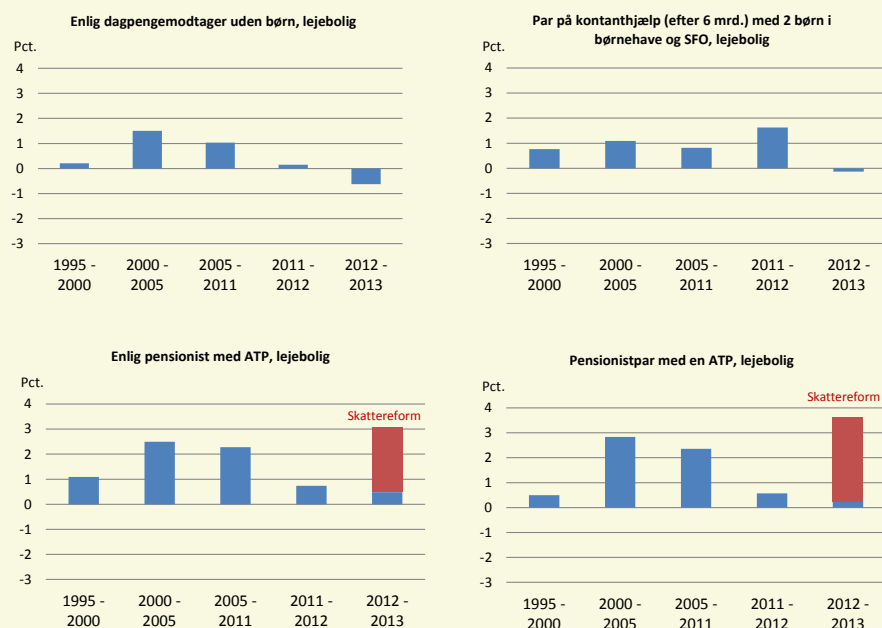 Enlig dagpengemodtager uden børn, lejebolig
Pct.
4
3
2
1
0
-1
-2
-3
1995 - 2000 - 2005 - 2011 - 2012 -
2000 2005 2011 2012 2013
Par på kontanthjælp (efter 6 mrd.) med 2 børn i
børnehave og SFO, lejebolig
Pct.
4
3
2
1
0
-1
-2
-3
1995 - 2000 - 2005 - 2011 - 2012 -
2000 2005 2011 2012 2013
Enlig pensionist med ATP, lejebolig
Pct.
4
Skattereform
3
2
1
0
-1
-2
-3
1995 - 2000 - 2005 - 2011 - 2012 -
2000 2005 2011 2012 2013
Pensionistpar med en ATP, lejebolig
Pct.
Skattereform
4
3
2
1
0
-1
-2
-3
1995 - 2000 - 2005 - 2011 - 2012 -
2000 2005 2011 2012 2013